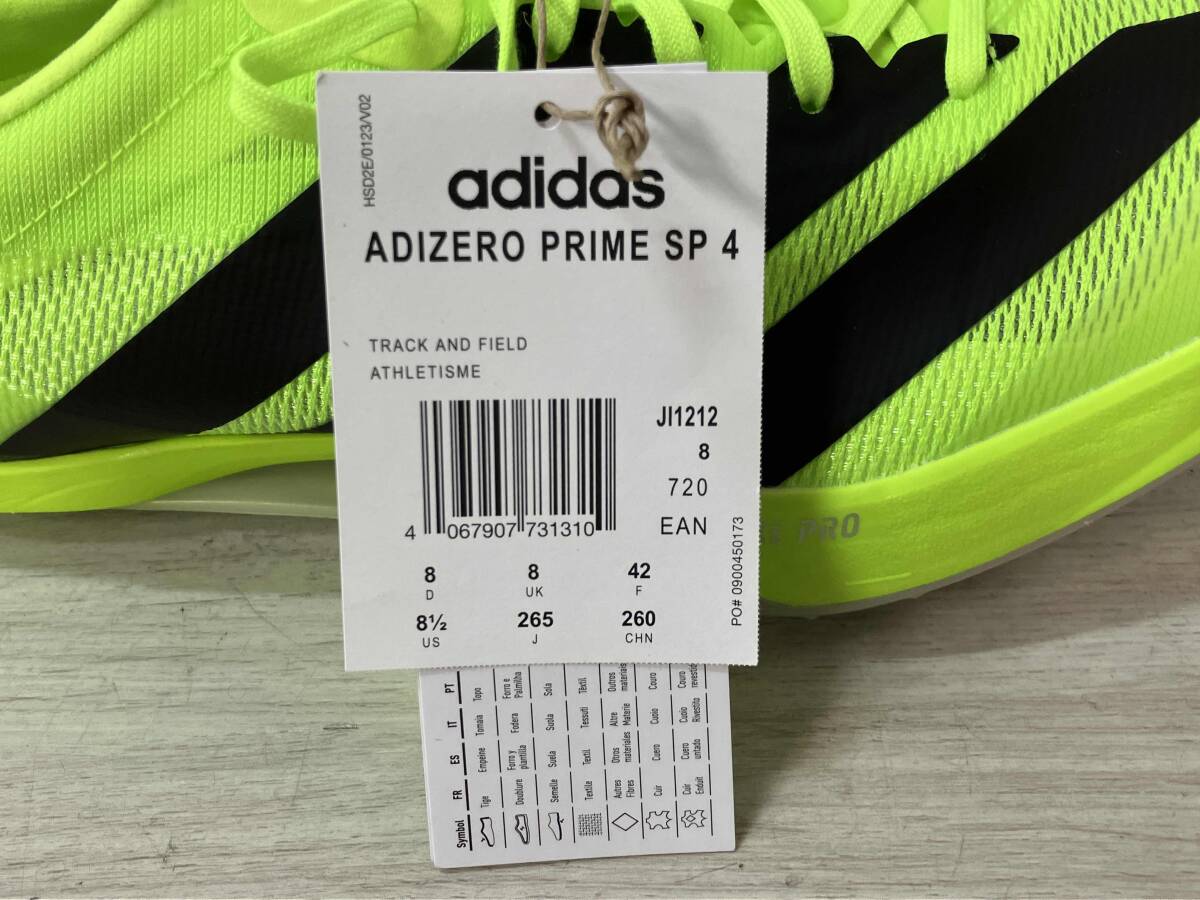 HSD2E/0123/V02
adidas
ADIZERO PRIME SP 4
TRACK AND FIELD
ATHLETISME
JI1212
8
720
EAN
4 067907 731310
PO# 0900450173
8 8 42
D UK F
8½ 265 260
US J CHN
PRO
Symbol FR ES IT PT
Tige Empeine Tomaia Topo
Doublure Forro y plantilla Fodera Forro e Palmilha
Semelle Suela Suola Sola
Textile Textil Tessuti Têxtil
Autres Fibres Otros materiales Altre Materie Outros materiais
Cuir Cuero Cuoio Couro
Cuir Enduit Cuero untado Cuoio Rivestito Couro